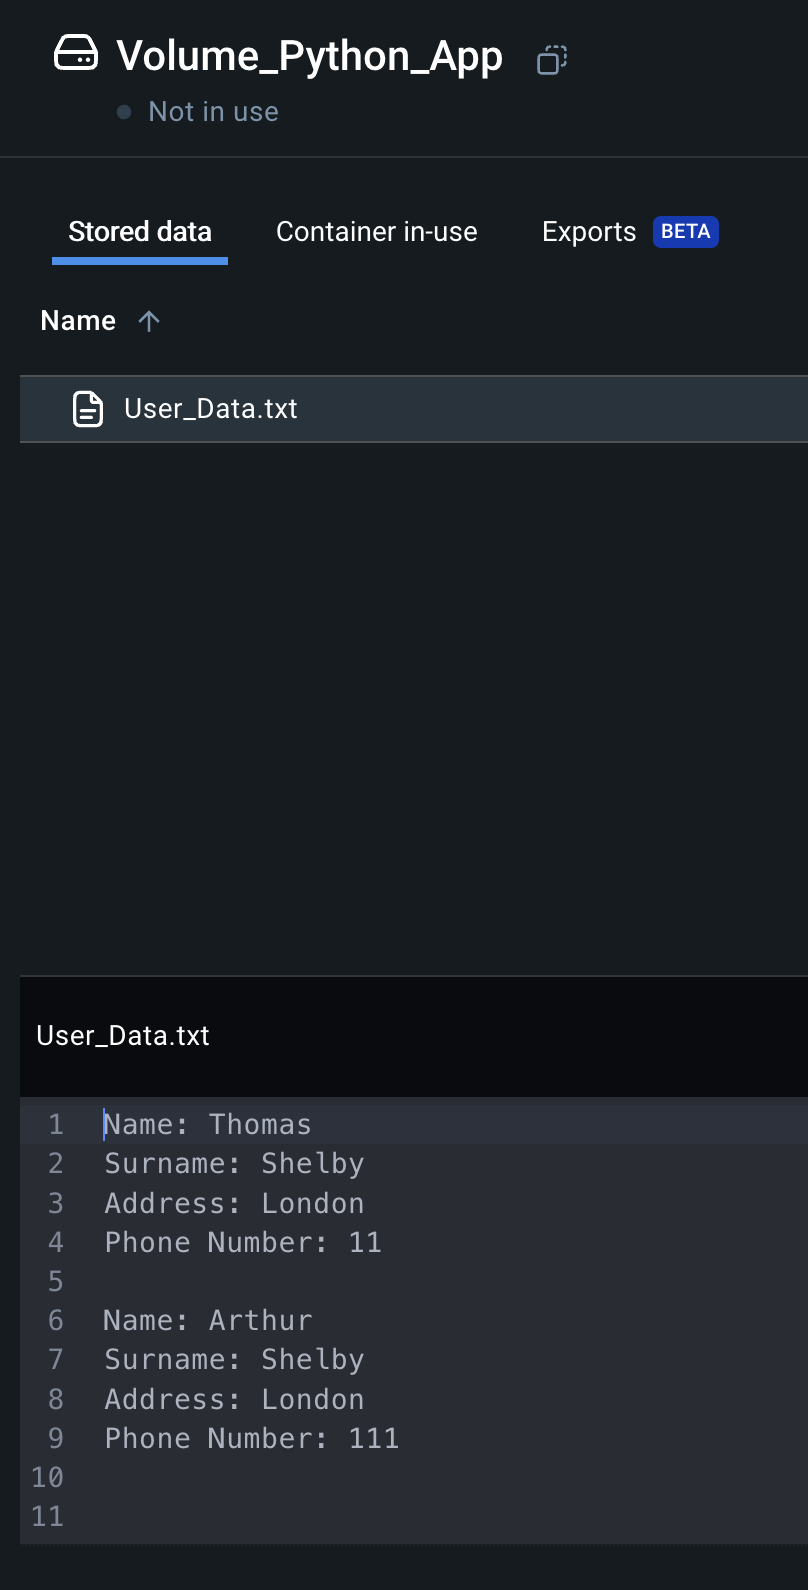 Volume_Python_App
Not in use
Stored data Container in-use Exports BETA
Name
User_Data.txt
User_Data.txt
1 Name: Thomas
2 Surname: Shelby
3 Address: London
4 Phone Number: 11
5
6 Name: Arthur
7 Surname: Shelby
8 Address: London
9 Phone Number: 111
10
11